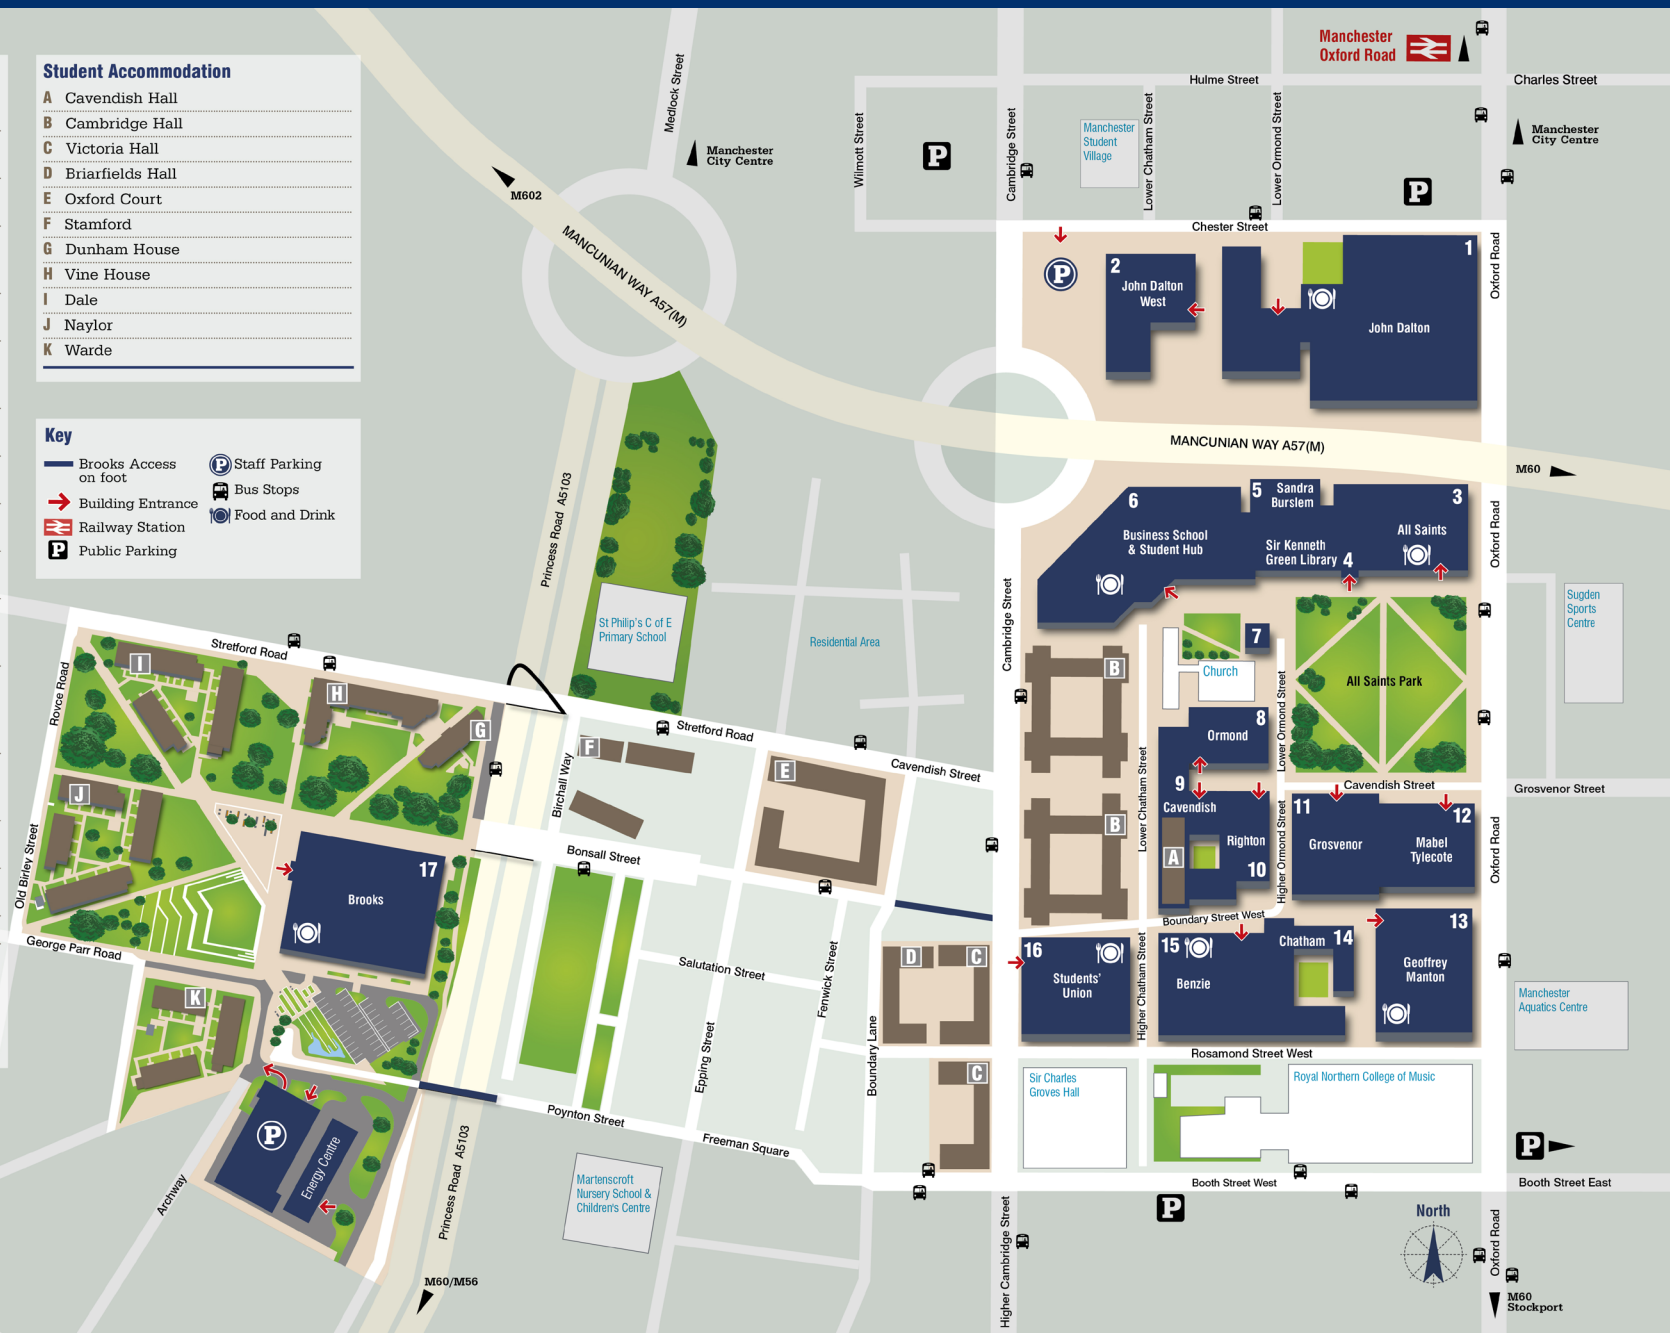 Student Accommodation
A Cavendish Hall
B Cambridge Hall
C Victoria Hall
D Briarfields Hall
E Oxford Court
F Stamford
G Dunham House
H Vine House
I Dale
J Naylor
K Warde
Key
Brooks Access
on foot
Building Entrance
Railway Station
P Public Parking
P Staff Parking
Bus Stops
Food and Drink
Medlock Street
Manchester
City Centre
M602
MANCUNIAN WAY A57(M)
Wilmott Street
P
Cambridge Street
Manchester
Student
Village
Lower Chatham Street
Lower Ormond Street
Hulme Street
Manchester
Oxford Road
Charles Street
Manchester
City Centre
P
Chester Street
P
2
John Dalton
West
1
John Dalton
Oxford Road
MANCUNIAN WAY A57(M)
M60
Princess Road A5103
St Philip's C of E
Primary School
Residential Area
Cambridge Street
6
Business School
& Student Hub
5 Sandra
Burslem
Sir Kenneth
Green Library 4
3
All Saints
Oxford Road
Sugden
Sports
Centre
7
Church
All Saints Park
Lower Ormond Street
8
Ormond
9
Cavendish
A
Righton
10
Lower Chatham Street
Higher Ormond Street
Cavendish Street
Grosvenor Street
11
Grosvenor
12
Mabel
Tylecote
Oxford Road
B
B
Boundary Street West
16
Students'
Union
Higher Chatham Street
15
Benzie
Chatham 14
13
Geoffrey
Manton
Manchester
Aquatics Centre
Rosamond Street West
Sir Charles
Groves Hall
Royal Northern College of Music
P
Booth Street West
Booth Street East
P
North
Oxford Road
M60
Stockport
Higher Cambridge Street
Stretford Road
Royce Road
I
H
G
J
Old Birley Street
George Parr Road
K
17
Brooks
P
Energy Centre
Archway
Princess Road A5103
M60/M56
Stretford Road
Cavendish Street
Birchall Way
F
E
Bonsall Street
Salutation Street
Fenwick Street
Epping Street
Boundary Lane
D
C
C
Poynton Street
Freeman Square
Martenscroft
Nursery School &
Children's Centre